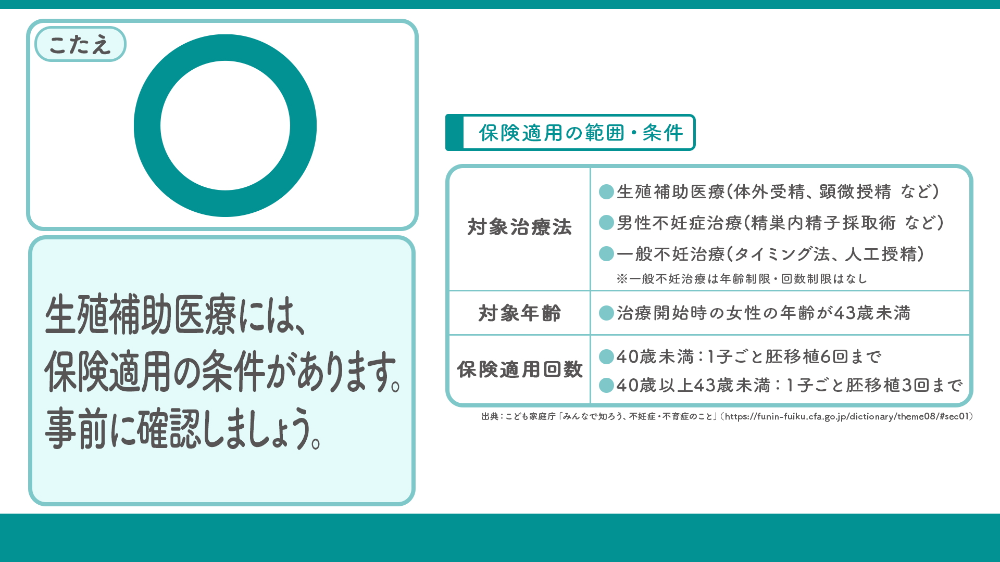 こたえ
生殖補助医療には、
保険適用の条件があります。
事前に確認しましょう。
保険適用の範囲・条件
対象治療法
●生殖補助医療(体外受精、顕微授精 など)
●男性不妊症治療(精巣内精子採取術 など)
●一般不妊治療(タイミング法、人工授精)
※一般不妊治療は年齢制限・回数制限はなし
対象年齢
●治療開始時の女性の年齢が43歳未満
保険適用回数
●40歳未満：1子ごと胚移植6回まで
●40歳以上43歳未満：1子ごと胚移植3回まで
出典：こども家庭庁「みんなで知ろう、不妊症・不育症のこと」（https://funin-fuiku.cfa.go.jp/dictionary/theme08/#sec01）